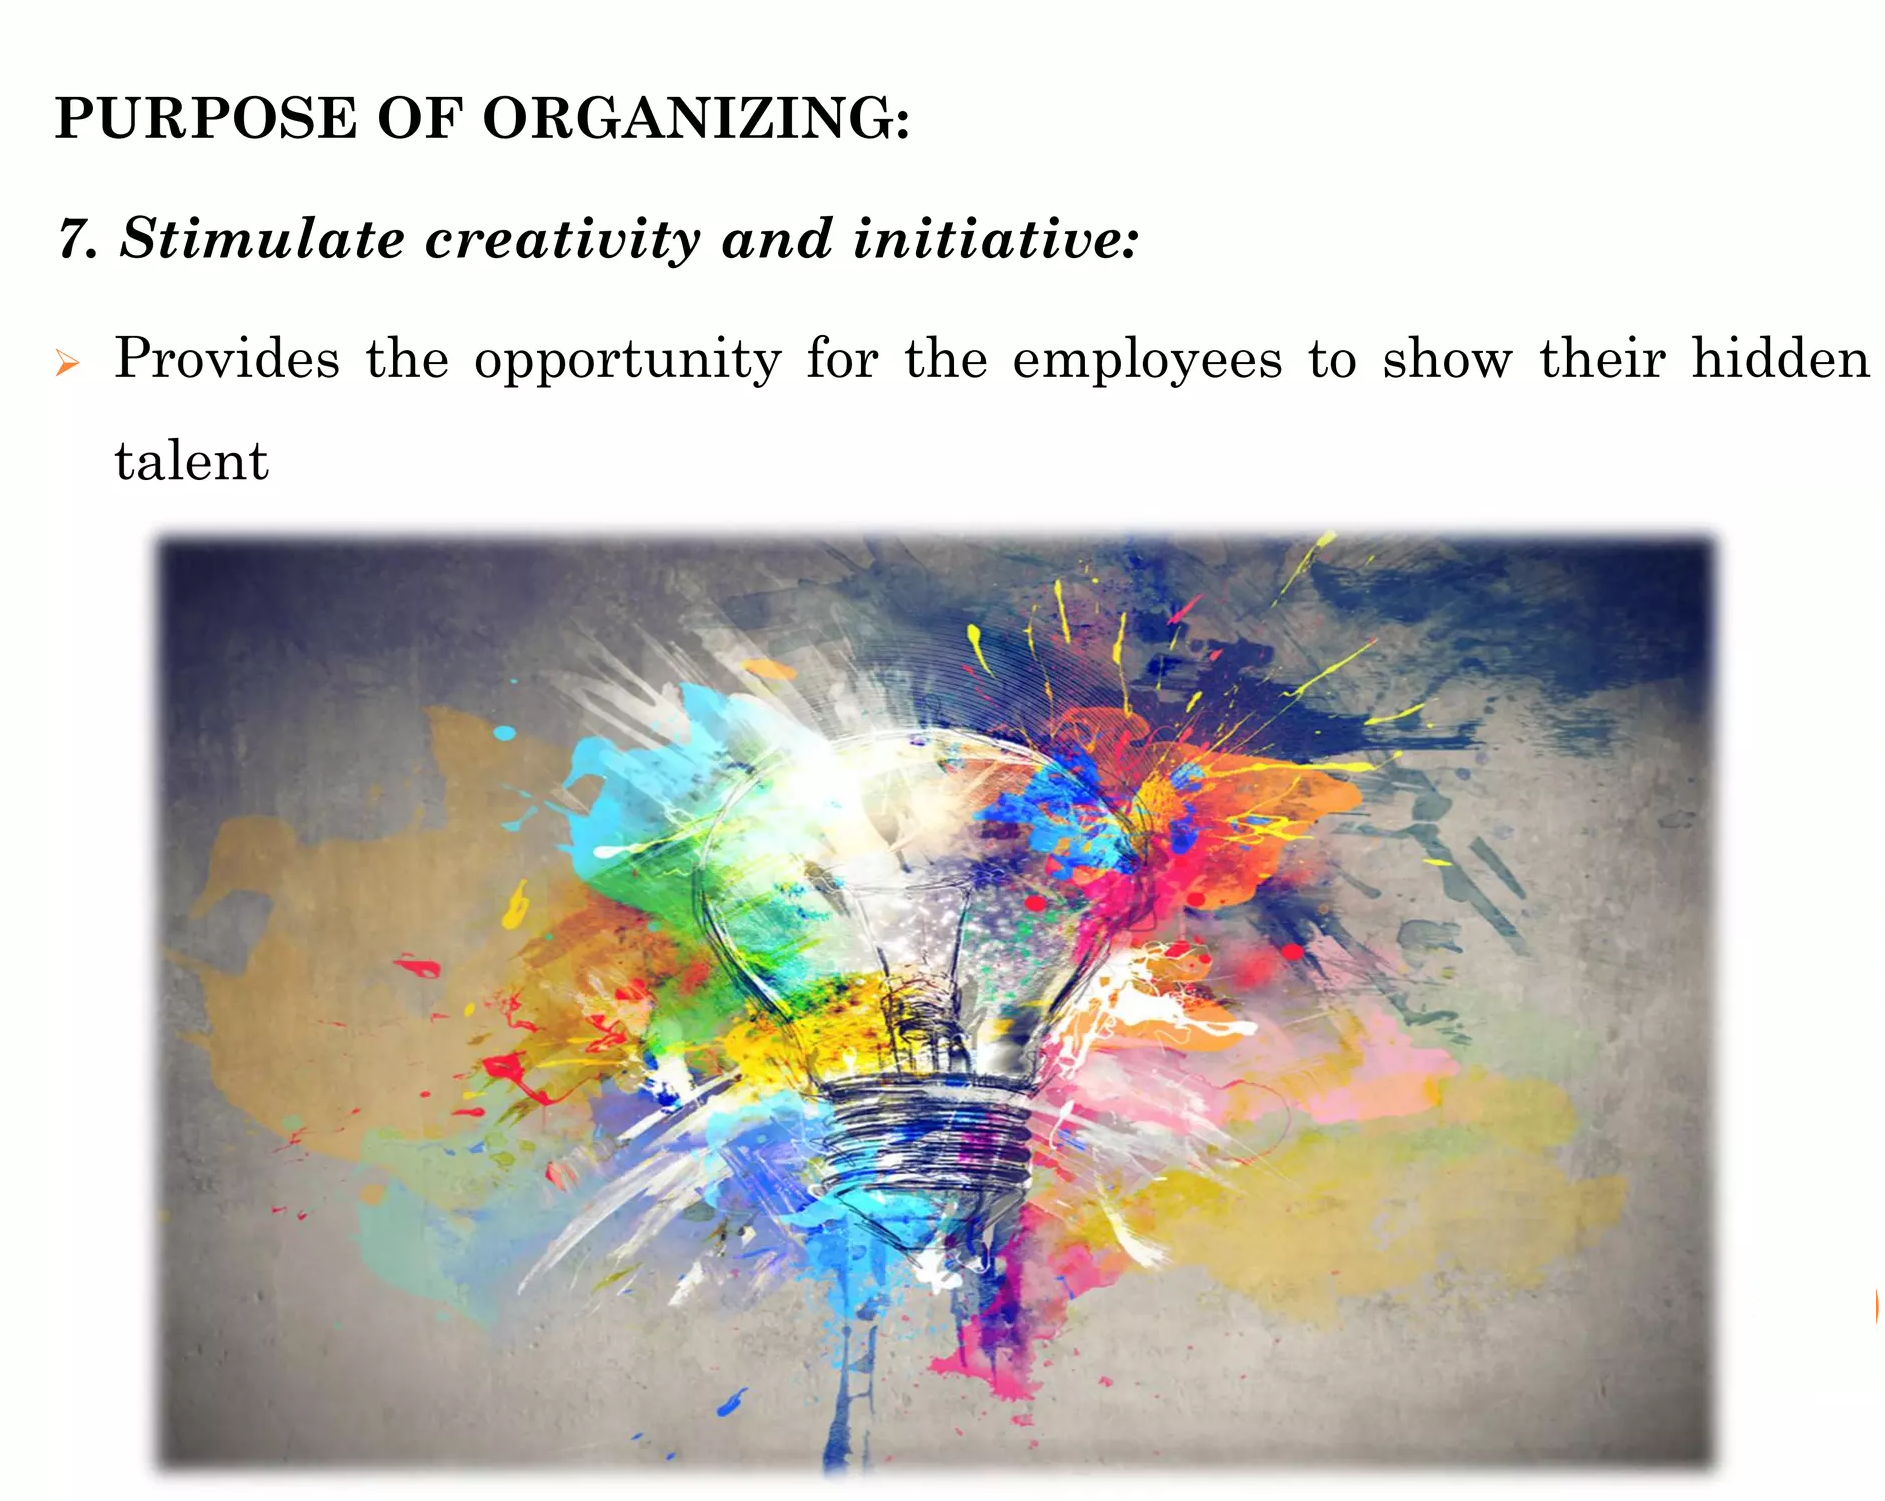 PURPOSE OF ORGANIZING:
7. Stimulate creativity and initiative:
Provides the opportunity for the employees to show their hidden
talent